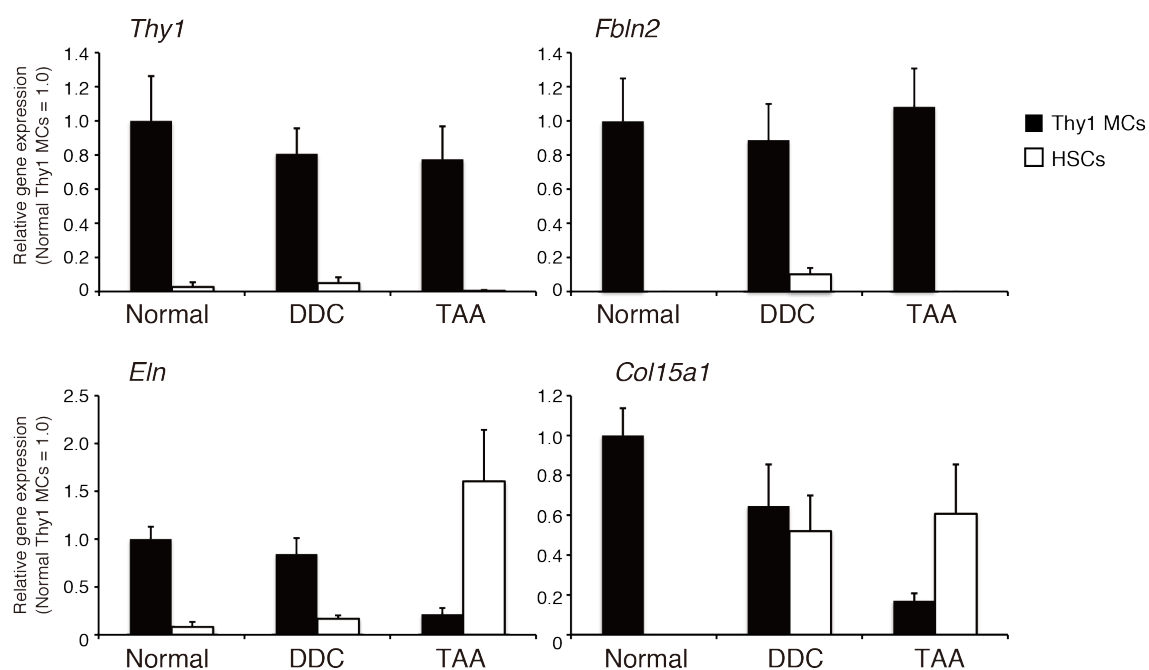 Thy1
Fbln2
Relative gene expression
(Normal Thy1 MCs = 1.0)
1.4
1.2
1.0
0.8
0.6
0.4
0.2
0
Normal
DDC
TAA
1.4
1.2
1.0
0.8
0.6
0.4
0.2
0
Normal
DDC
TAA
Thy1 MCs
HSCs
Eln
Col15a1
Relative gene expression
(Normal Thy1 MCs = 1.0)
2.5
2.0
1.5
1.0
0.5
0
Normal
DDC
TAA
1.2
1.0
0.8
0.6
0.4
0.2
0
Normal
DDC
TAA